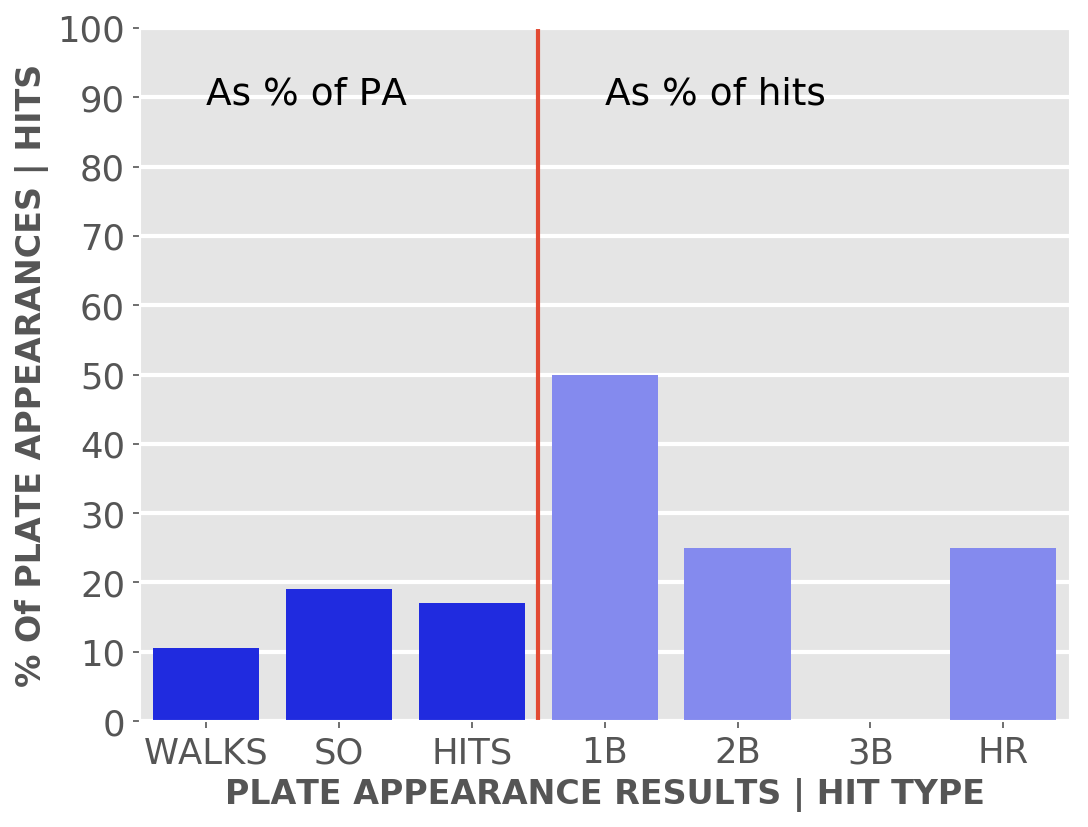 100
90
80
70
60
50
40
30
20
10
0
% Of PLATE APPEARANCES | HITS
As % of PA
As % of hits
WALKS SO HITS 1B 2B 3B HR
PLATE APPEARANCE RESULTS | HIT TYPE